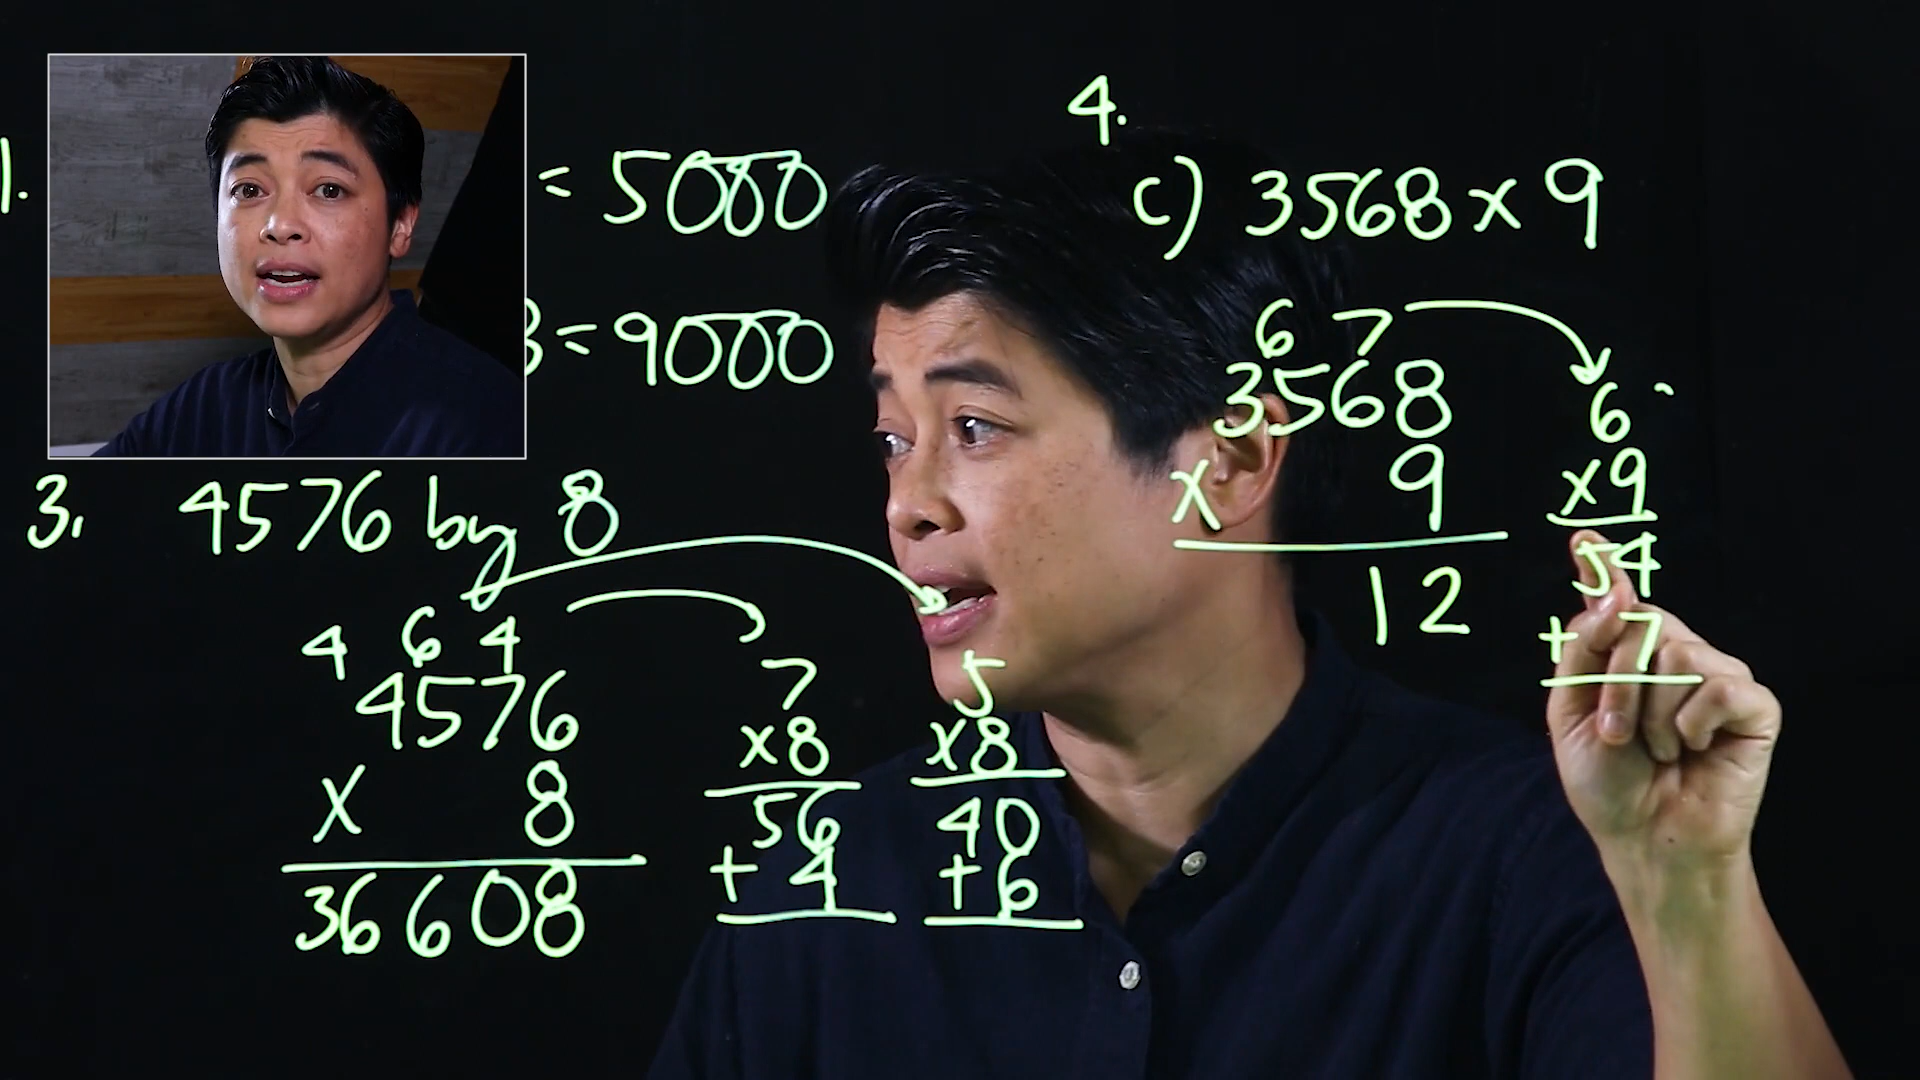 1.
= 5000
3 = 9000
3. 4576 by 8
4 6 4
4576
x 8
36608
7
x8
56
+ 4
5
x8
40
+ 6
4.
c) 3568 x 9
6 7
3568
x 9
12
6
x9
54
+ 7